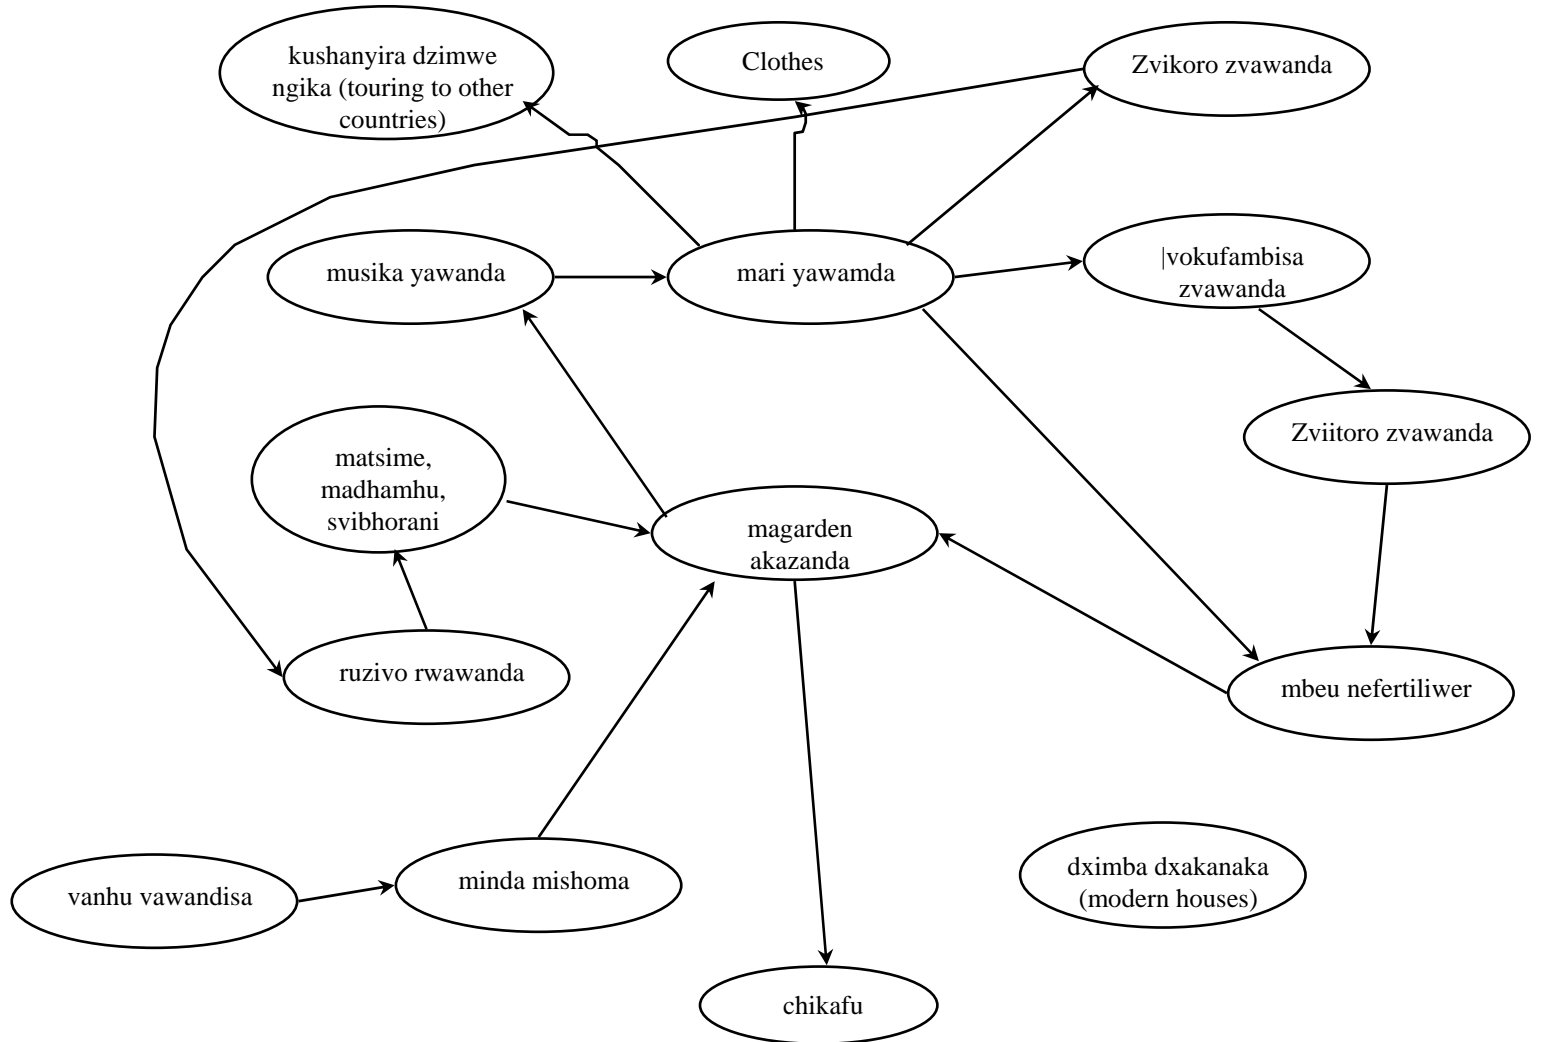 kushanyira dzimwe
ngika (touring to other
countries)
Clothes
Zvikoro zvawanda
musika yawanda
mari yawamda
|vokufambisa
zvawanda
Zviitoro zvawanda
matsime,
madhamhu,
svibhorani
magarden
akazanda
ruzivo rwawanda
mbeu nefertiliwer
vanhu vawandisa
minda mishoma
dximba dxakanaka
(modern houses)
chikafu